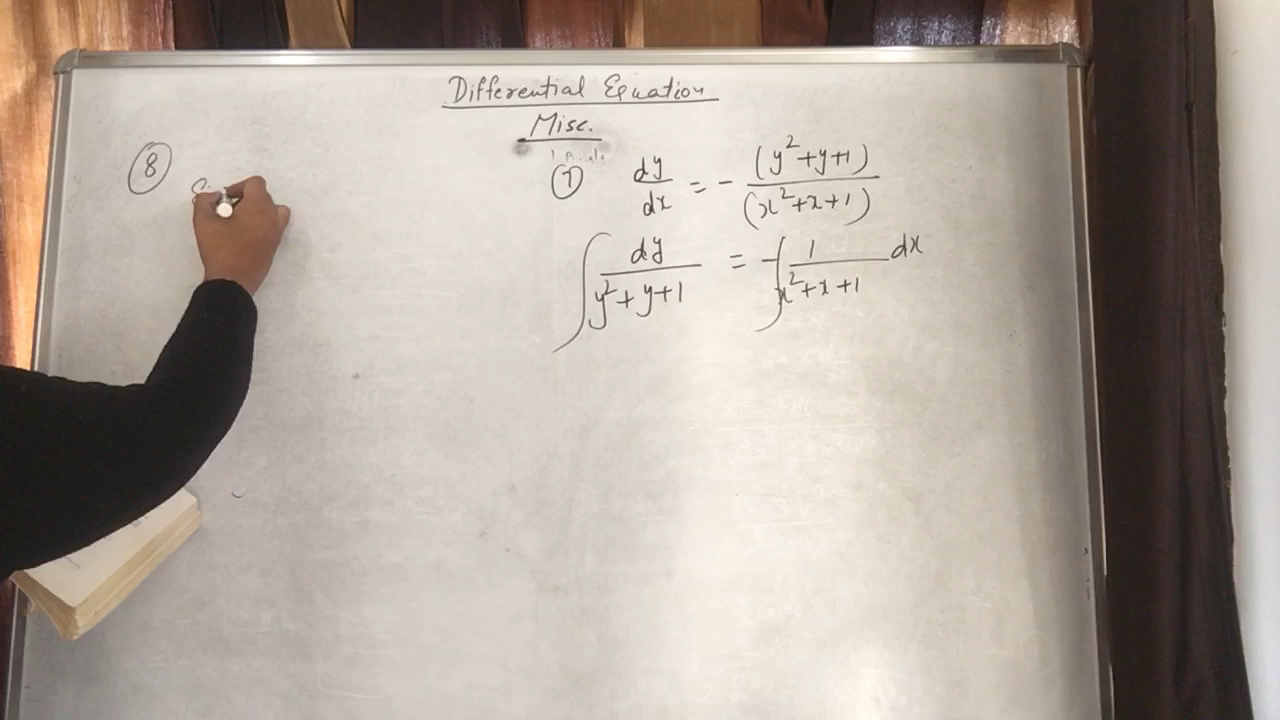 Differential Equation
Misc.
⑧
⑦ dy/dx = - (y²+y+1)/(x²+x+1)
∫ dy/(y²+y+1) = -∫ 1/(x²+x+1) dx